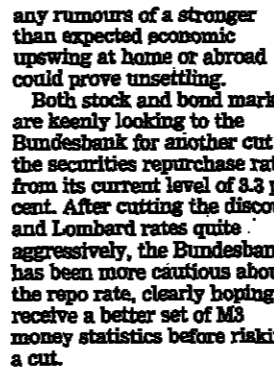 any rumours of a stronger
than expected economic
upswing at home or abroad
could prove unsettling.
Both stock and bond mark
are keenly looking to the
Bundesbank for another cut
the securities repurchase rat
from its current level of 3.3 p
cent. After cutting the discou
and Lombard rates quite
aggressively, the Bundesban
has been more cautious abou
the repo rate, clearly hoping
receive a better set of M3
money statistics before riski
a cut.